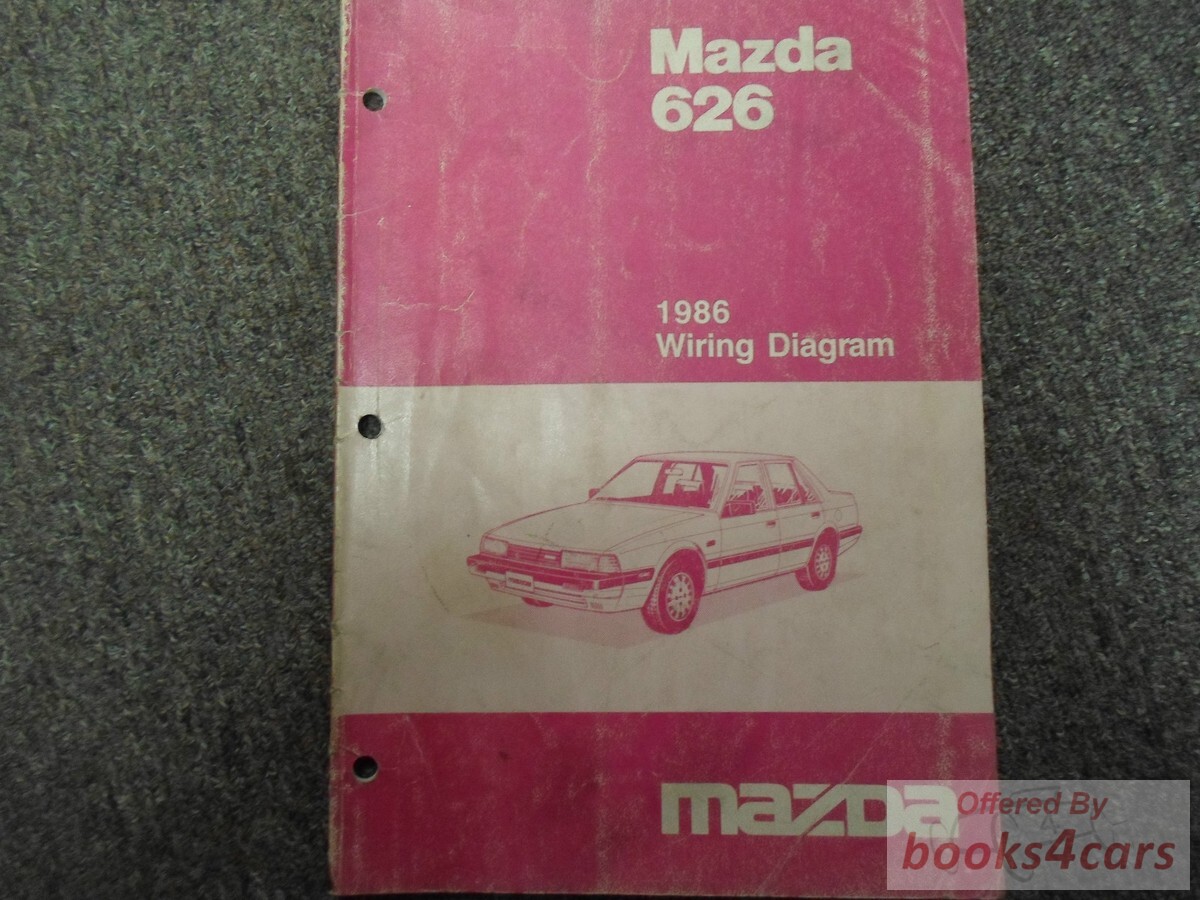 Mazda
626
1986
Wiring Diagram
mazda
Offered By
books4cars